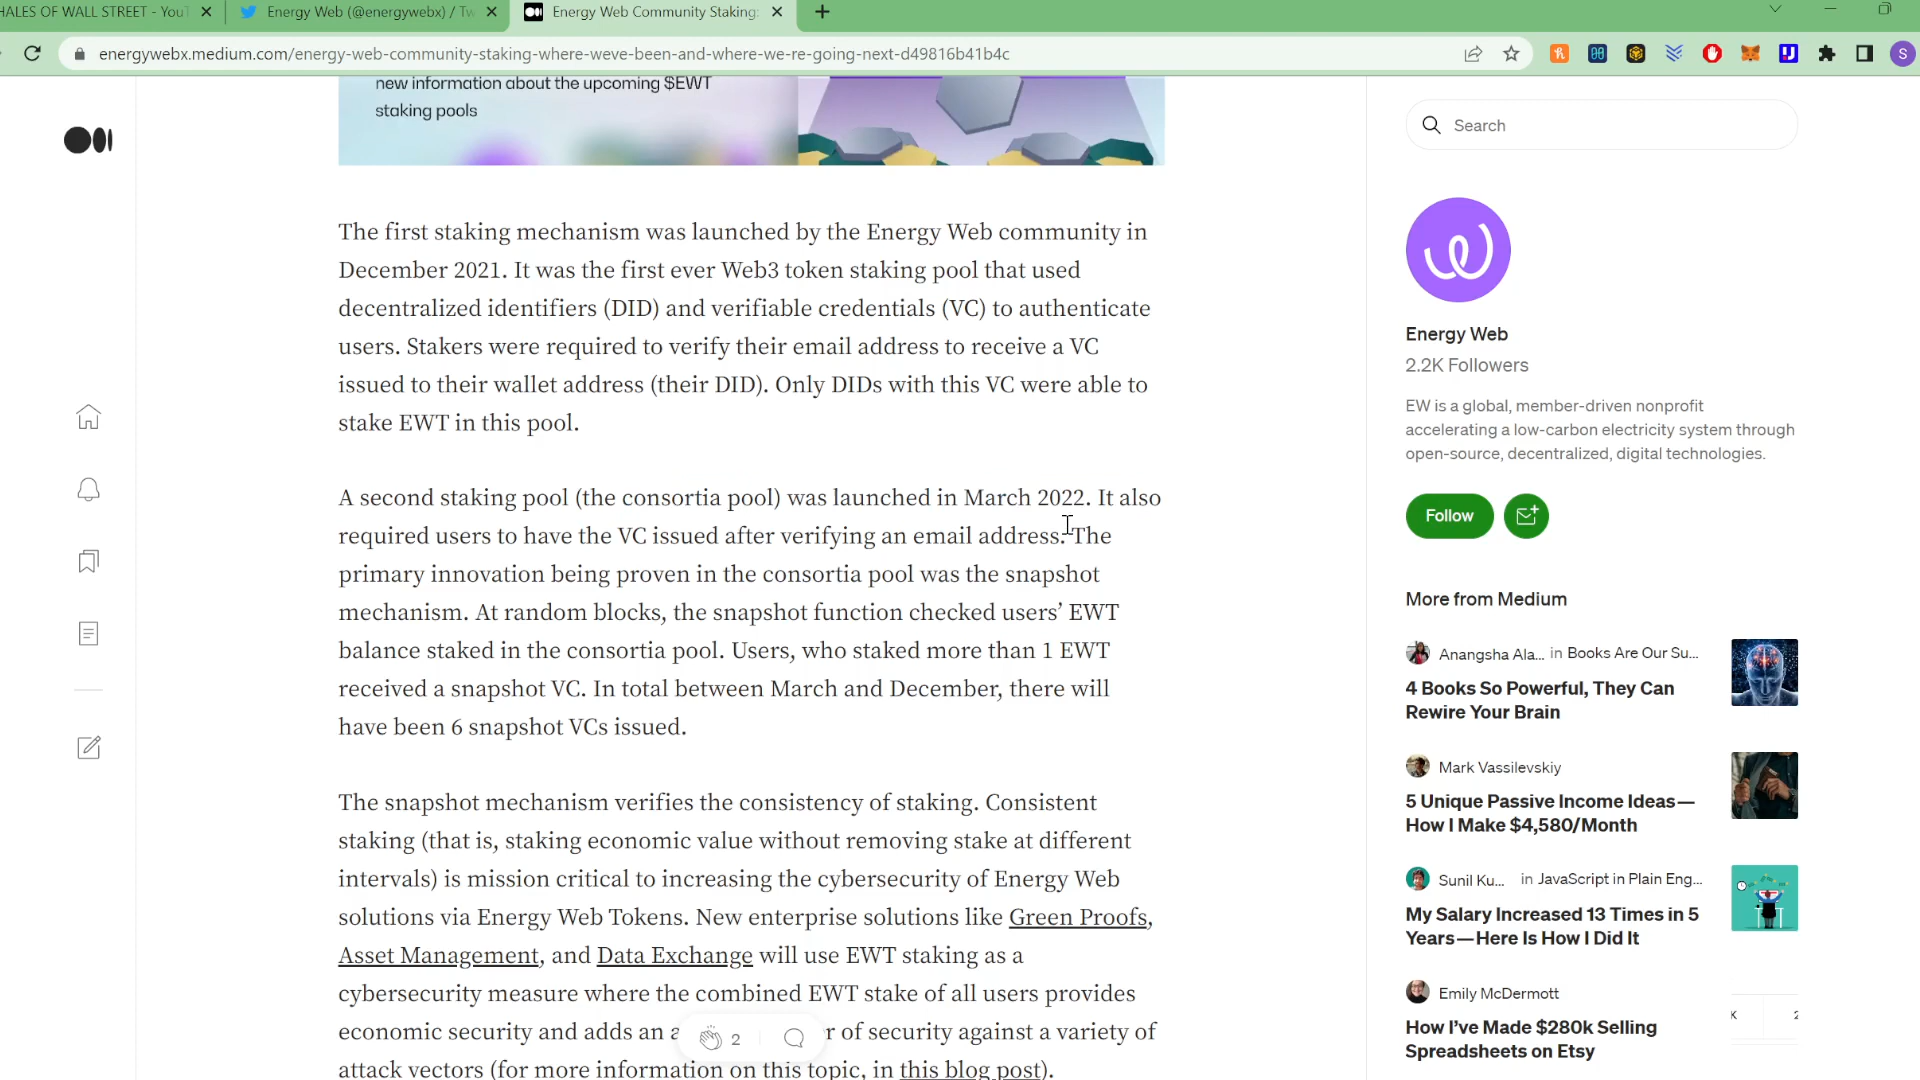 HALES OF WALL STREET - YouT
Energy Web (@energywebx) / Tw
Energy Web Community Staking:
energywebx.medium.com/energy-web-community-staking-where-weve-been-and-where-we-re-going-next-d49816b41b4c
S
new information about the upcoming $EWT
staking pools
The first staking mechanism was launched by the Energy Web community in
December 2021. It was the first ever Web3 token staking pool that used
decentralized identifiers (DID) and verifiable credentials (VC) to authenticate
users. Stakers were required to verify their email address to receive a VC
issued to their wallet address (their DID). Only DIDs with this VC were able to
stake EWT in this pool.
A second staking pool (the consortia pool) was launched in March 2022. It also
required users to have the VC issued after verifying an email address. The
primary innovation being proven in the consortia pool was the snapshot
mechanism. At random blocks, the snapshot function checked users’ EWT
balance staked in the consortia pool. Users, who staked more than 1 EWT
received a snapshot VC. In total between March and December, there will
have been 6 snapshot VCs issued.
The snapshot mechanism verifies the consistency of staking. Consistent
staking (that is, staking economic value without removing stake at different
intervals) is mission critical to increasing the cybersecurity of Energy Web
solutions via Energy Web Tokens. New enterprise solutions like Green Proofs,
Asset Management, and Data Exchange will use EWT staking as a
cybersecurity measure where the combined EWT stake of all users provides
economic security and adds an a r of security against a variety of
attack vectors (for more information on this topic, in this blog post).
2
Search
Energy Web
2.2K Followers
EW is a global, member-driven nonprofit
accelerating a low-carbon electricity system through
open-source, decentralized, digital technologies.
Follow
More from Medium
Anangsha Ala... in Books Are Our Su...
4 Books So Powerful, They Can
Rewire Your Brain
Mark Vassilevskiy
5 Unique Passive Income Ideas—
How I Make $4,580/Month
Sunil Ku... in JavaScript in Plain Eng...
My Salary Increased 13 Times in 5
Years—Here Is How I Did It
Emily McDermott
How I’ve Made $280k Selling
Spreadsheets on Etsy